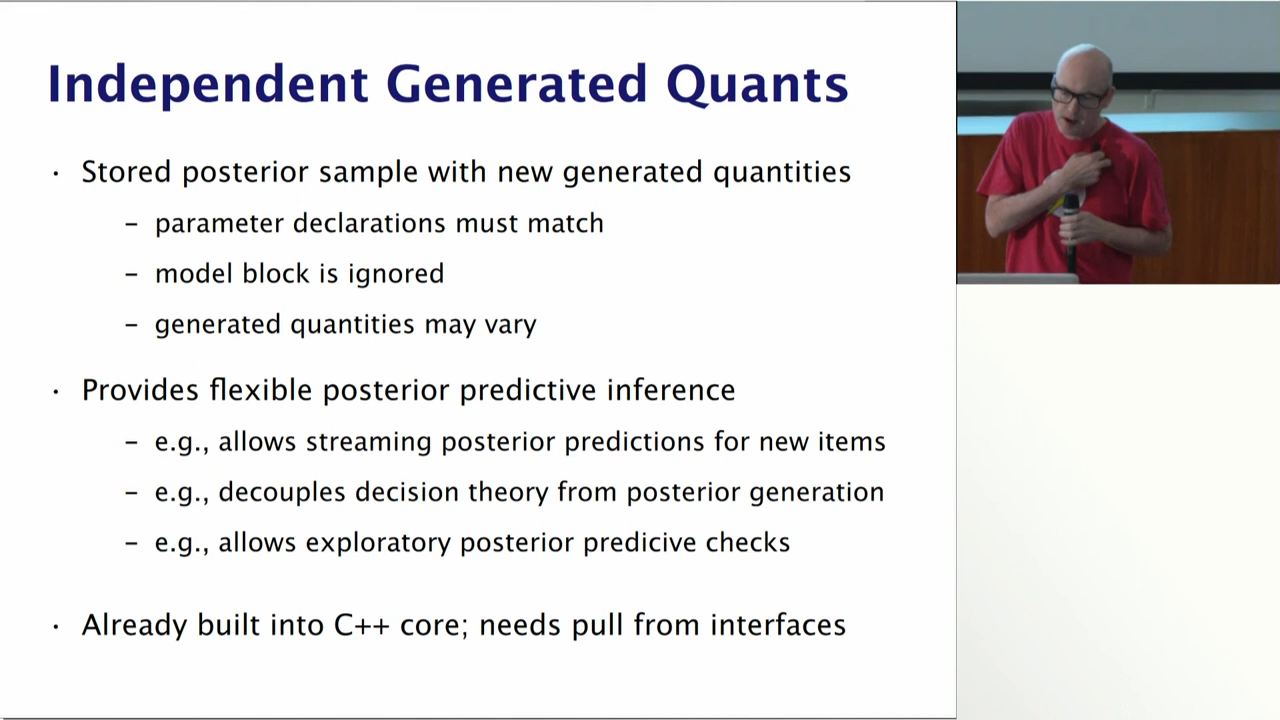 Independent Generated Quants
· Stored posterior sample with new generated quantities
– parameter declarations must match
– model block is ignored
– generated quantities may vary
· Provides flexible posterior predictive inference
– e.g., allows streaming posterior predictions for new items
– e.g., decouples decision theory from posterior generation
– e.g., allows exploratory posterior predicive checks
· Already built into C++ core; needs pull from interfaces